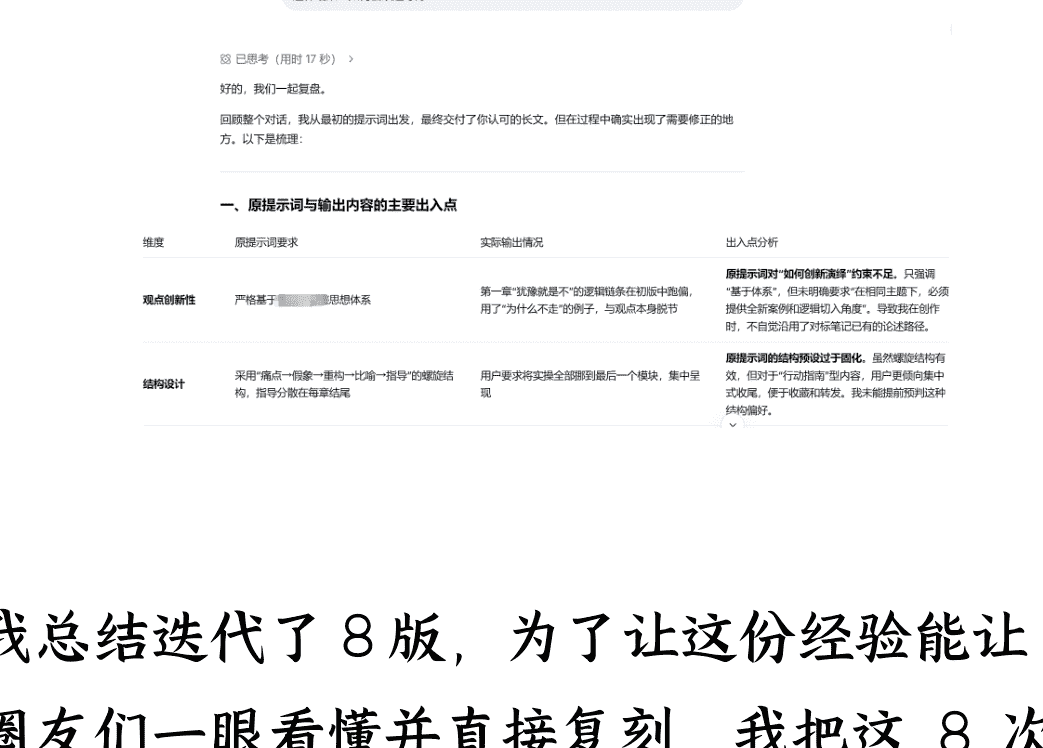 已思考（用时 17 秒）
好的，我们一起复盘。
回顾整个对话，我从最初的提示词出发，最终交付了你认可的长文。但在过程中确实出现了需要修正的地
方。以下是梳理：
一、原提示词与输出内容的主要出入点
维度 原提示词要求 实际输出情况 出入点分析
观点创新性 严格基于 思想体系 第一章“犹豫就是不”的逻辑链条在初版中跑偏，
用了“为什么不走”的例子，与观点本身脱节
原提示词对“如何创新演绎”约束不足。只强调
“基于体系”，但未明确要求“在相同主题下，必须
提供全新案例和逻辑切入角度”。导致我在创作
时，不自觉沿用了对标笔记已有的论述路径。
结构设计 采用“痛点→假象→重构→比喻→指导”的螺旋结
构，指导分散在每章结尾
用户要求将实操全部挪到最后一个模块，集中呈
现
原提示词的结构预设过于固化。虽然螺旋结构有
效，但对于“行动指南”型内容，用户更倾向集中
式收尾，便于收藏和转发。我未能提前预判这种
结构偏好。
我总结迭代了 8 版，为了让这份经验能让
圈友们一眼看懂并直接复刻，我把这 8 次